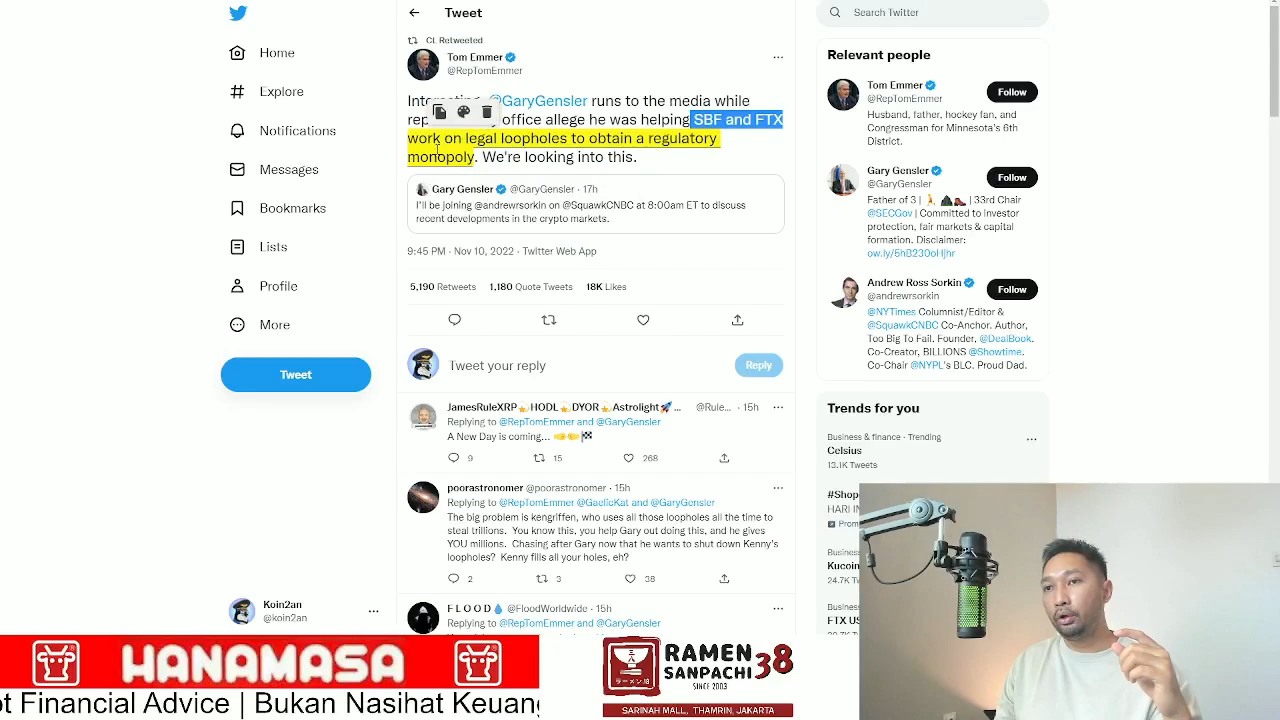 Home
Explore
Notifications
Messages
Bookmarks
Lists
Profile
More
Tweet
Koin2an
@koin2an
Tweet
CL Retweeted
Tom Emmer
@RepTomEmmer
@GaryGensler runs to the media while
office allege he was helping SBF and FTX
work on legal loopholes to obtain a regulatory
monopoly. We're looking into this.
Gary Gensler @GaryGensler · 17h
I'll be joining @andrewrsorkin on @SquawkCNBC at 8:00am ET to discuss
recent developments in the crypto markets.
9:45 PM · Nov 10, 2022 · Twitter Web App
5,190 Retweets 1,180 Quote Tweets 18K Likes
Tweet your reply
Reply
JamesRuleXRP💫HODL💫DYOR💫Astrolight🚀... @Rule... · 15h
Replying to @RepTomEmmer and @GaryGensler
A New Day is coming...
9 15 268
poorastronomer @poorastronomer · 15h
Replying to @RepTomEmmer @GaelicKat and @GaryGensler
The big problem is kengriffen, who uses all those loopholes all the time to
steal trillions. You know this, you help Gary out doing this, and he gives
YOU millions. Chasing after Gary now that he wants to shut down Kenny's
loopholes? Kenny fills all your holes, eh?
2 3 38
F L O O D💧 @FloodWorldwide · 15h
Replying to @RepTomEmmer and @GaryGensler
Search Twitter
Relevant people
Tom Emmer
@RepTomEmmer
Follow
Husband, father, hockey fan, and
Congressman for Minnesota's 6th
District.
Gary Gensler
@GaryGensler
Follow
Father of 3 | 🏃 ⛰🥾 | 33rd Chair
@SECGov | Committed to investor
protection, fair markets & capital
formation. Disclaimer:
ow.ly/5hB230oHjhr
Andrew Ross Sorkin
@andrewrsorkin
Follow
@NYTimes Columnist/Editor &
@SquawkCNBC Co-Anchor. Author,
Too Big To Fail. Founder, @DealBook.
Co-Creator, BILLIONS @Showtime.
Co-Chair @NYPL's BLC. Proud Dad.
Trends for you
Business & finance · Trending
Celsius
13.1K Tweets
HARI
Kucoin
24.7K
FTX US
HANAMASA
RAMEN 38
SANPACHI
SINCE 2003
SARINAH MALL, THAMRIN, JAKARTA
Financial Advice | Bukan Nasihat